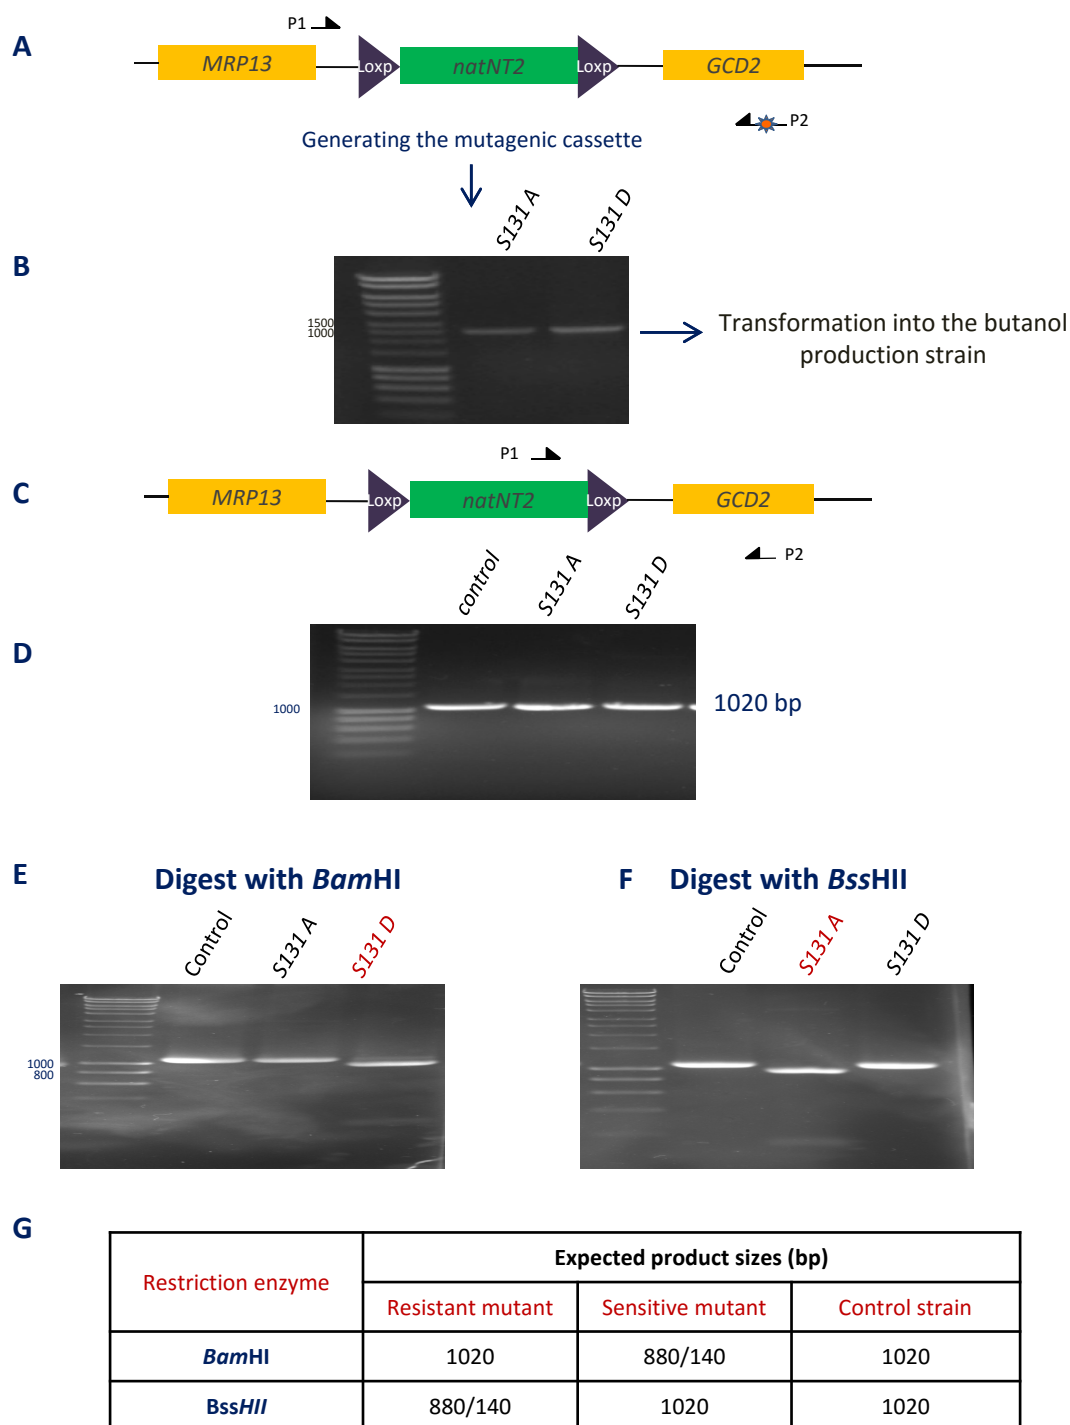 A
P1
MRP13
Loxp
natNT2
Loxp
GCD2
P2
Generating the mutagenic cassette
S131 A
S131 D
B
1500
1000
Transformation into the butanol
production strain
P1
C
MRP13
Loxp
natNT2
Loxp
GCD2
P2
control
S131 A
S131 D
D
1000
1020 bp
E
Digest with BamHI
Control
S131 A
S131 D
1000
800
F
Digest with BssHII
Control
S131 A
S131 D
G
Restriction enzyme
Expected product sizes (bp)
Resistant mutant
Sensitive mutant
Control strain
BamHI
1020
880/140
1020
BssHII
880/140
1020
1020